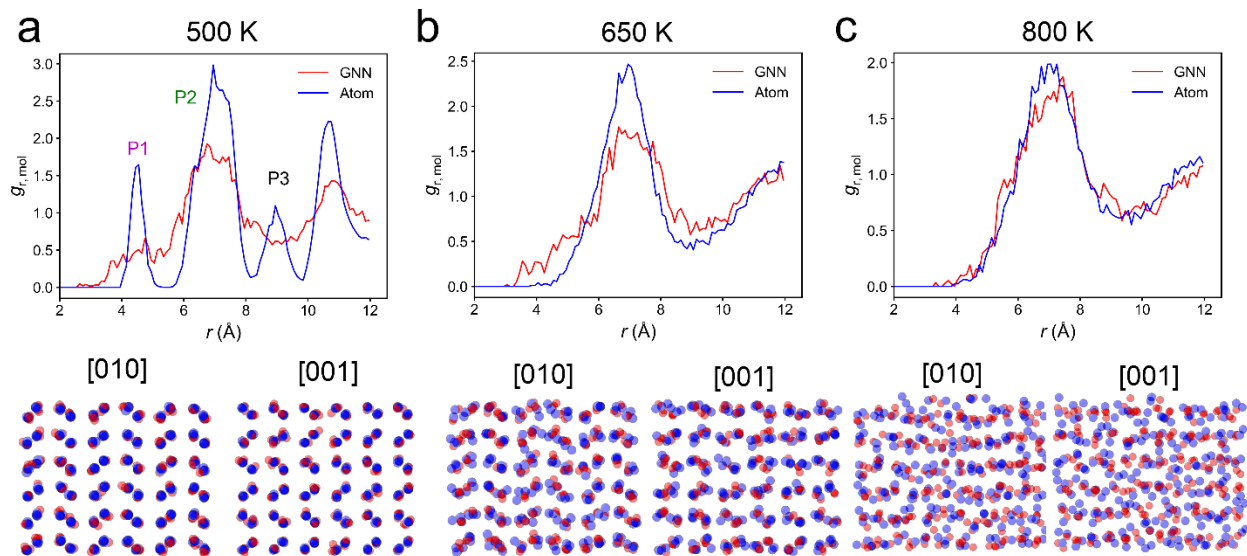 a
500 K
3.0
2.5
2.0
1.5
1.0
0.5
0.0
g_{r, mol}
P1
P2
P3
GNN
Atom
2 4 6 8 10 12
r (Å)
[010] [001]
b
650 K
2.5
2.0
1.5
1.0
0.5
0.0
g_{r, mol}
GNN
Atom
2 4 6 8 10 12
r (Å)
[010] [001]
c
800 K
2.0
1.5
1.0
0.5
0.0
g_{r, mol}
GNN
Atom
2 4 6 8 10 12
r (Å)
[010] [001]